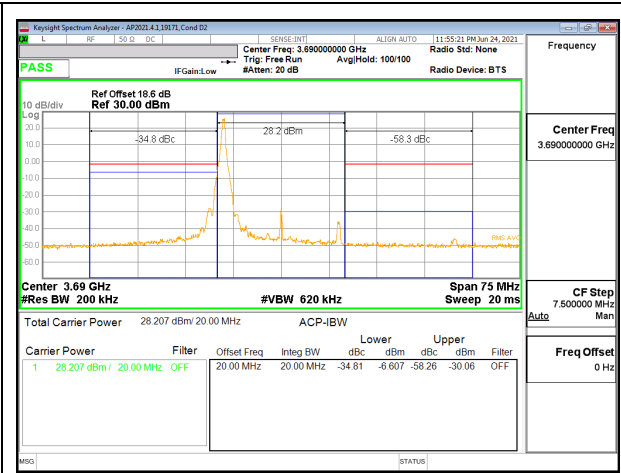 Keysight Spectrum Analyzer - AP2021.4.1,19171,Cond D2
L RF 50 Ω DC SENSE:INT ALIGN AUTO 11:55:21 PM Jun 24, 2021
Center Freq: 3.690000000 GHz Radio Std: None
Trig: Free Run Avg|Hold: 100/100
PASS IFGain:Low #Atten: 20 dB Radio Device: BTS
Ref Offset 18.6 dB
10 dB/div Ref 30.00 dBm
Log
20.0
10.0
0.00
-10.0
-20.0
-30.0
-40.0
-50.0
-60.0
-34.8 dBc 28.2 dBm -58.3 dBc
RMS AVG
Center 3.69 GHz Span 75 MHz
#Res BW 200 kHz #VBW 620 kHz Sweep 20 ms
Total Carrier Power 28.207 dBm/ 20.00 MHz ACP-IBW
Lower Upper
Carrier Power Filter Offset Freq Integ BW dBc dBm dBc dBm Filter
1 28.207 dBm / 20.00 MHz OFF 20.00 MHz 20.00 MHz -34.81 -6.607 -58.26 -30.06 OFF
MSG STATUS
Frequency
Center Freq
3.690000000 GHz
CF Step
7.500000 MHz
Auto Man
Freq Offset
0 Hz